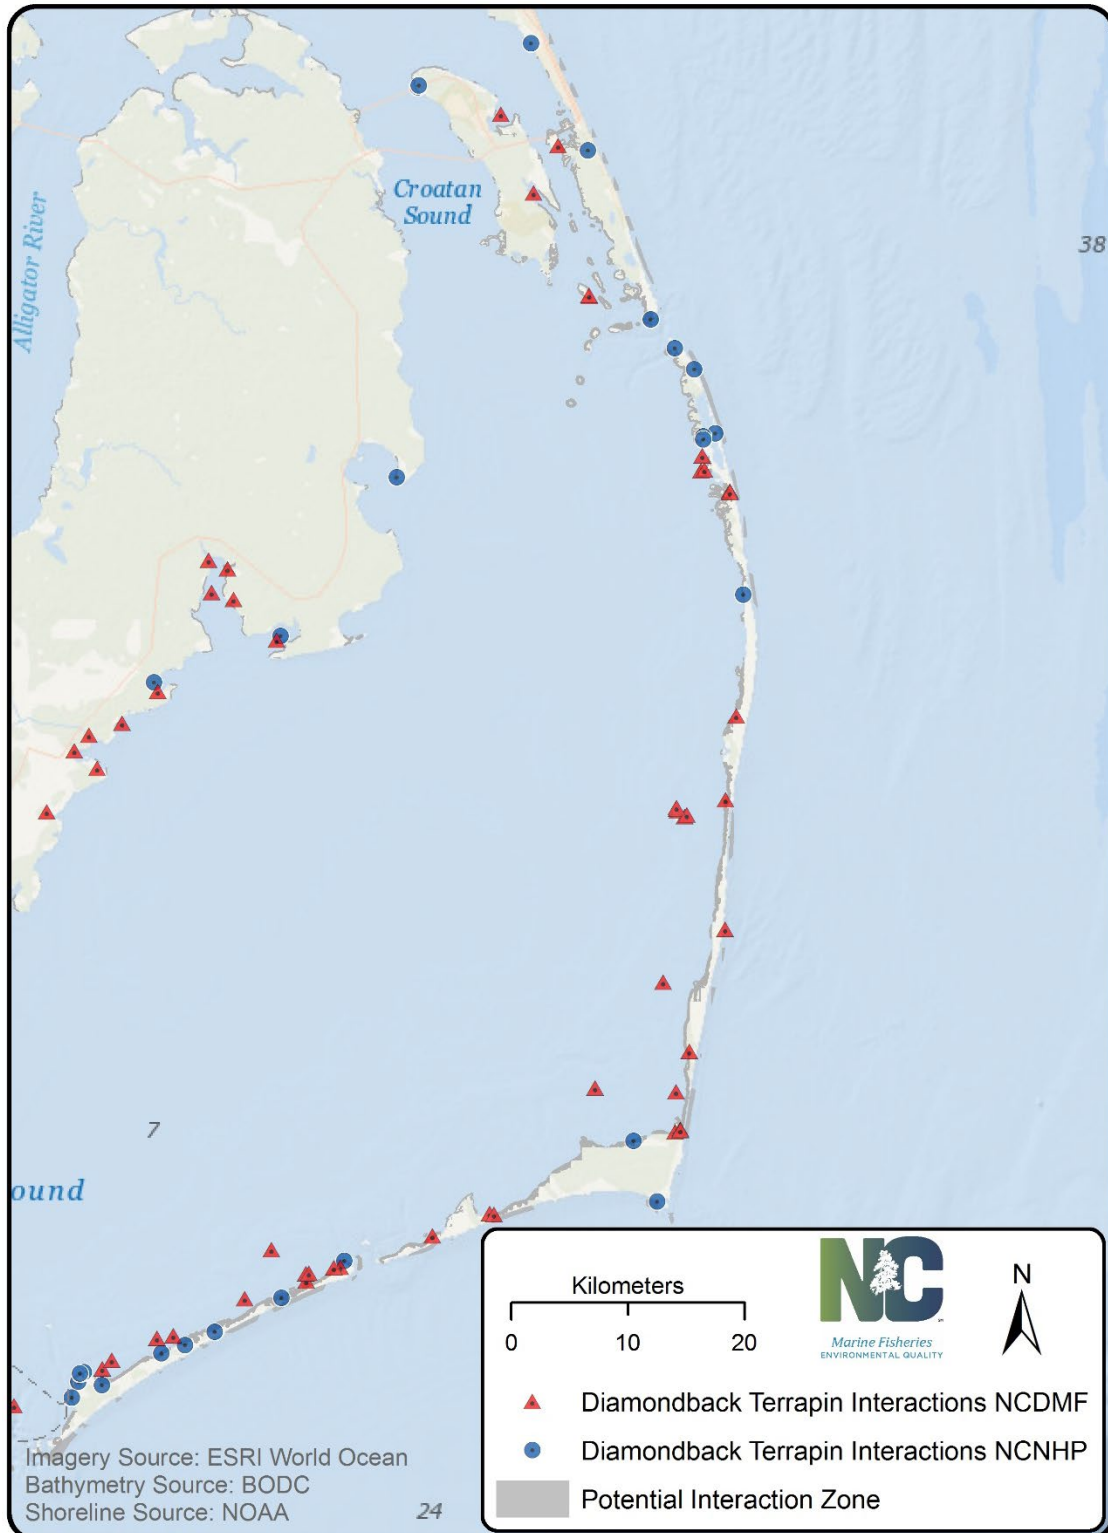 Croatan
Sound
Alligator River
38
7
ound
Kilometers
0 10 20
NC
Marine Fisheries
ENVIRONMENTAL QUALITY
N
Diamondback Terrapin Interactions NCDMF
Diamondback Terrapin Interactions NCNHP
Potential Interaction Zone
Imagery Source: ESRI World Ocean
Bathymetry Source: BODC
Shoreline Source: NOAA
24